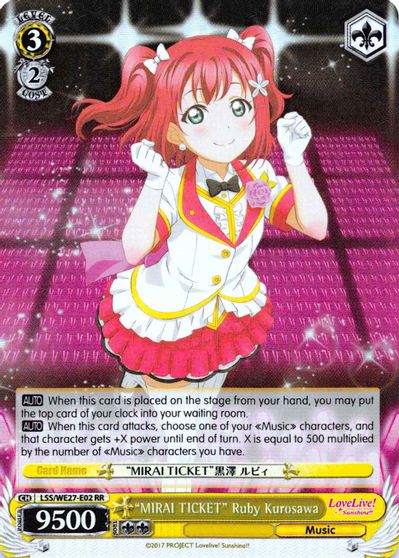 LEVEL
3
2
COST
AUTO When this card is placed on the stage from your hand, you may
put the top card of your clock into your waiting room.
AUTO When this card attacks, choose one of your «Music» characters, and
that character gets +X power until end of turn. X is equal to 500 multiplied
by the number of «Music» characters you have.
Card Name
"MIRAI TICKET"黒澤 ルビィ
CH LSS/WE27-E02 RR
POWER 9500
SOUL
"MIRAI TICKET" Ruby Kurosawa
LoveLive!
Sunshine!!
Music
©2017 PROJECT Lovelive! Sunshine!!